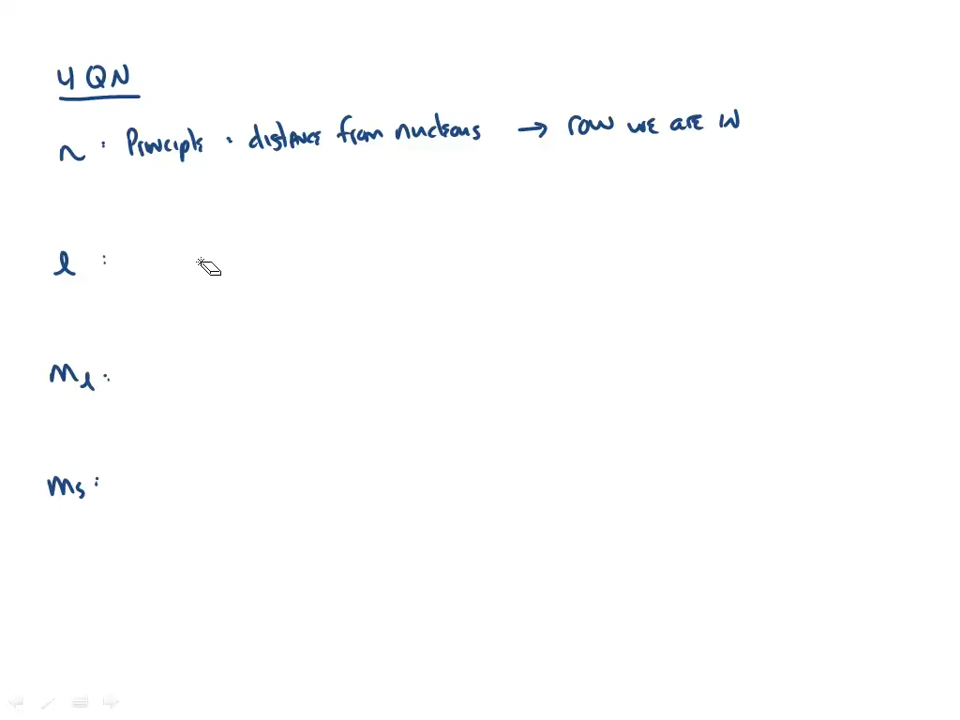 4 QN
n : Principle : distance from nucleus → row we are in
l :
ml :
ms :